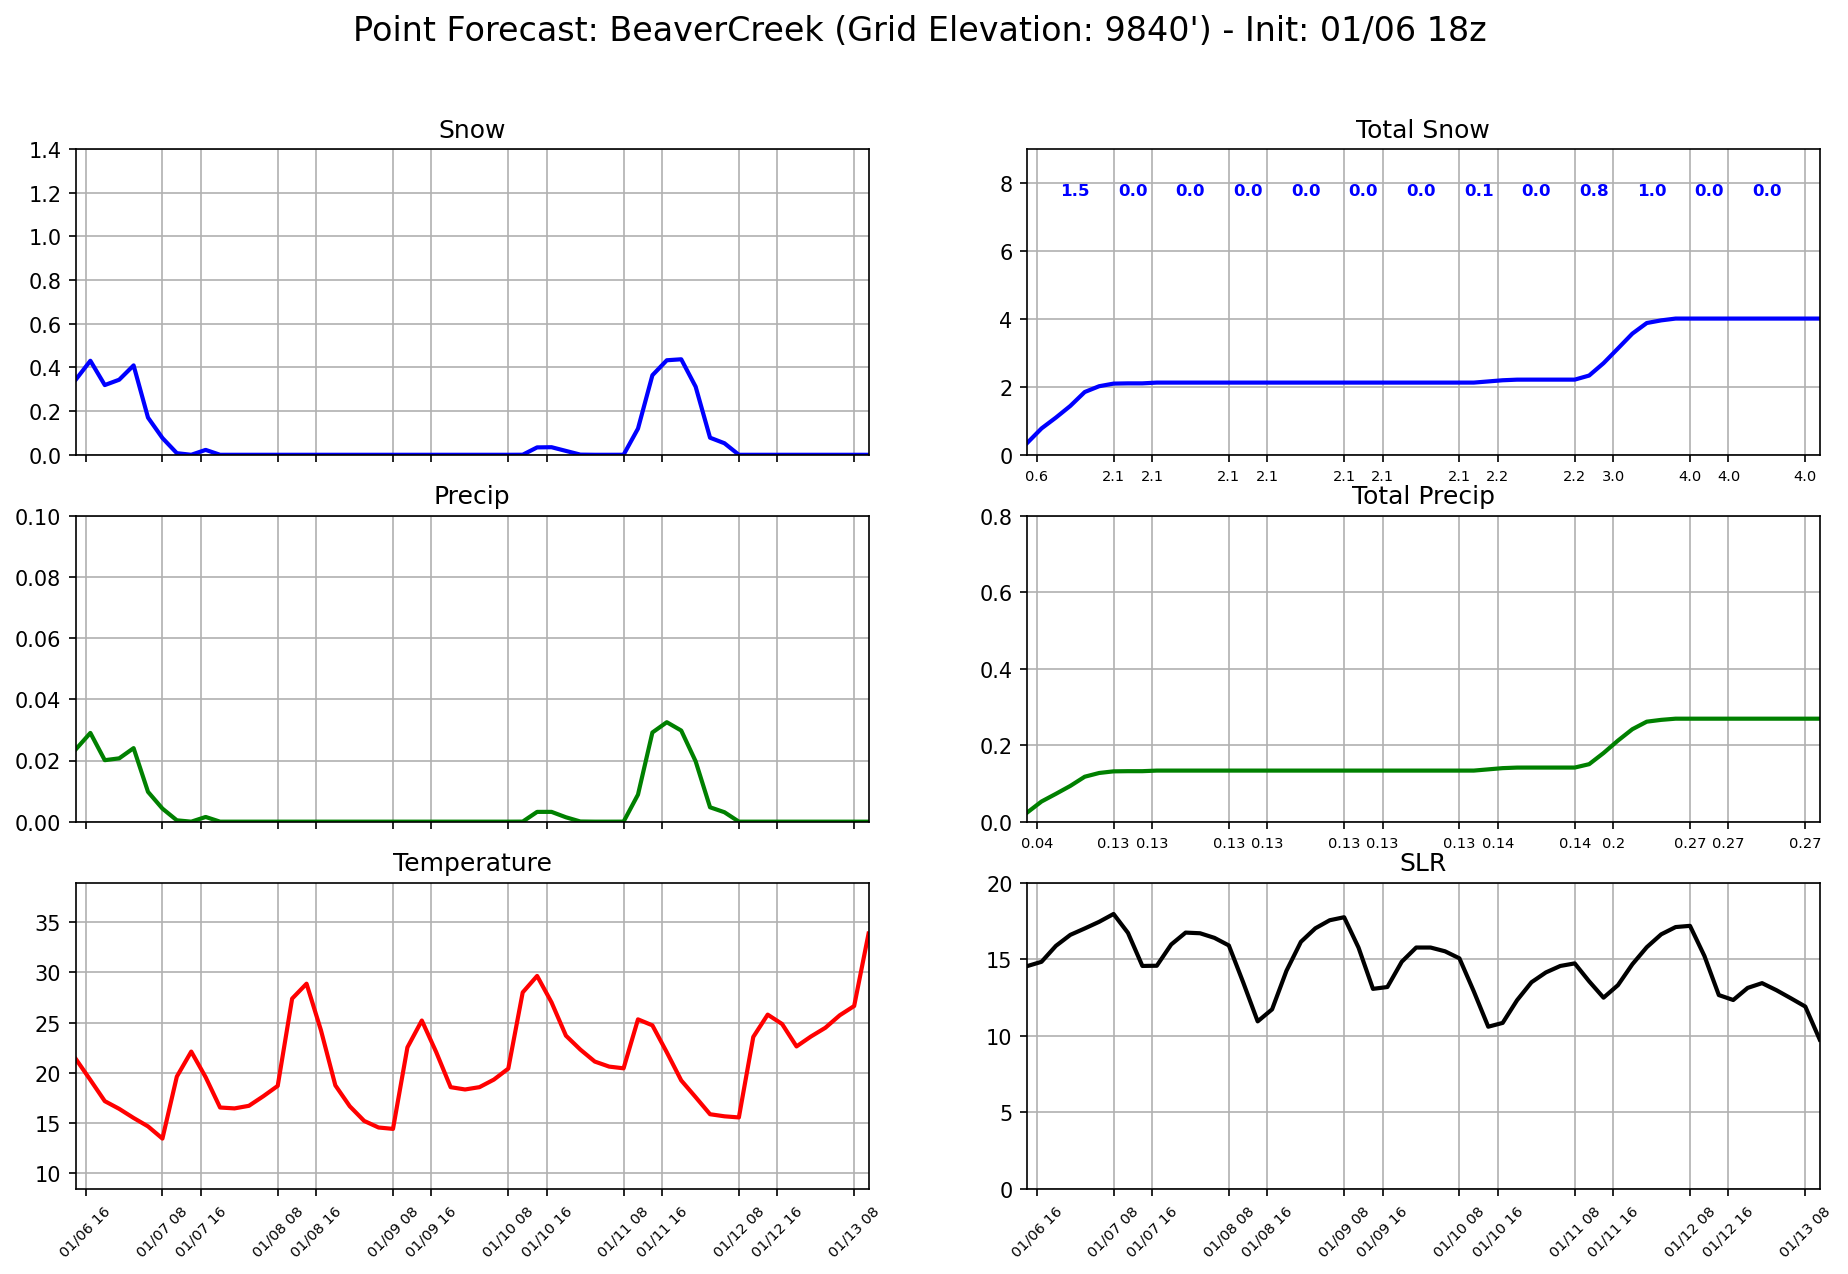 Point Forecast: BeaverCreek (Grid Elevation: 9840') - Init: 01/06 18z
Snow
1.4
1.2
1.0
0.8
0.6
0.4
0.2
0.0
Total Snow
8
6
4
2
0
1.5 0.0 0.0 0.0 0.0 0.0 0.0 0.1 0.0 0.8 1.0 0.0 0.0
0.6 2.1 2.1 2.1 2.1 2.1 2.1 2.1 2.2 2.2 3.0 4.0 4.0 4.0
Precip
0.10
0.08
0.06
0.04
0.02
0.00
Total Precip
0.8
0.6
0.4
0.2
0.0
0.04 0.13 0.13 0.13 0.13 0.13 0.13 0.13 0.14 0.14 0.2 0.27 0.27 0.27
Temperature
35
30
25
20
15
10
01/06 16 01/07 08 01/07 16 01/08 08 01/08 16 01/09 08 01/09 16 01/10 08 01/10 16 01/11 08 01/11 16 01/12 08 01/12 16 01/13 08
SLR
20
15
10
5
0
01/06 16 01/07 08 01/07 16 01/08 08 01/08 16 01/09 08 01/09 16 01/10 08 01/10 16 01/11 08 01/11 16 01/12 08 01/12 16 01/13 08